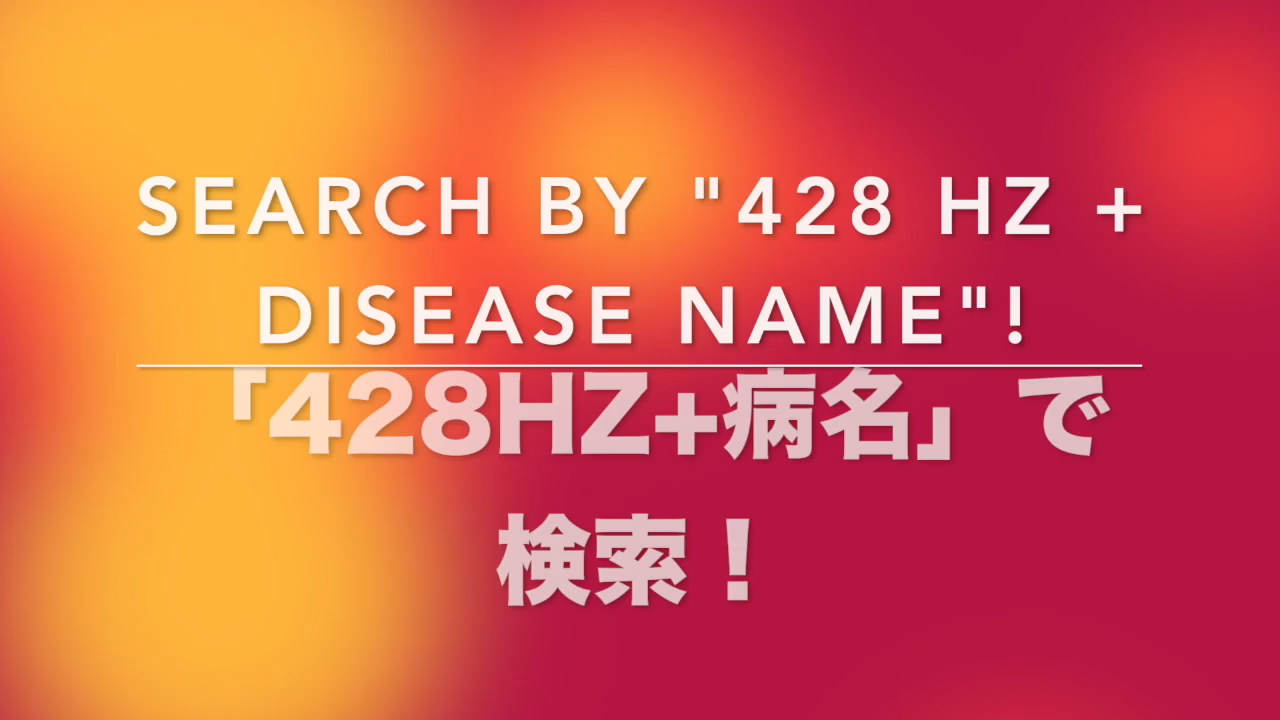 SEARCH BY "428 HZ +
DISEASE NAME"!
「428HZ+病名」で
検索！